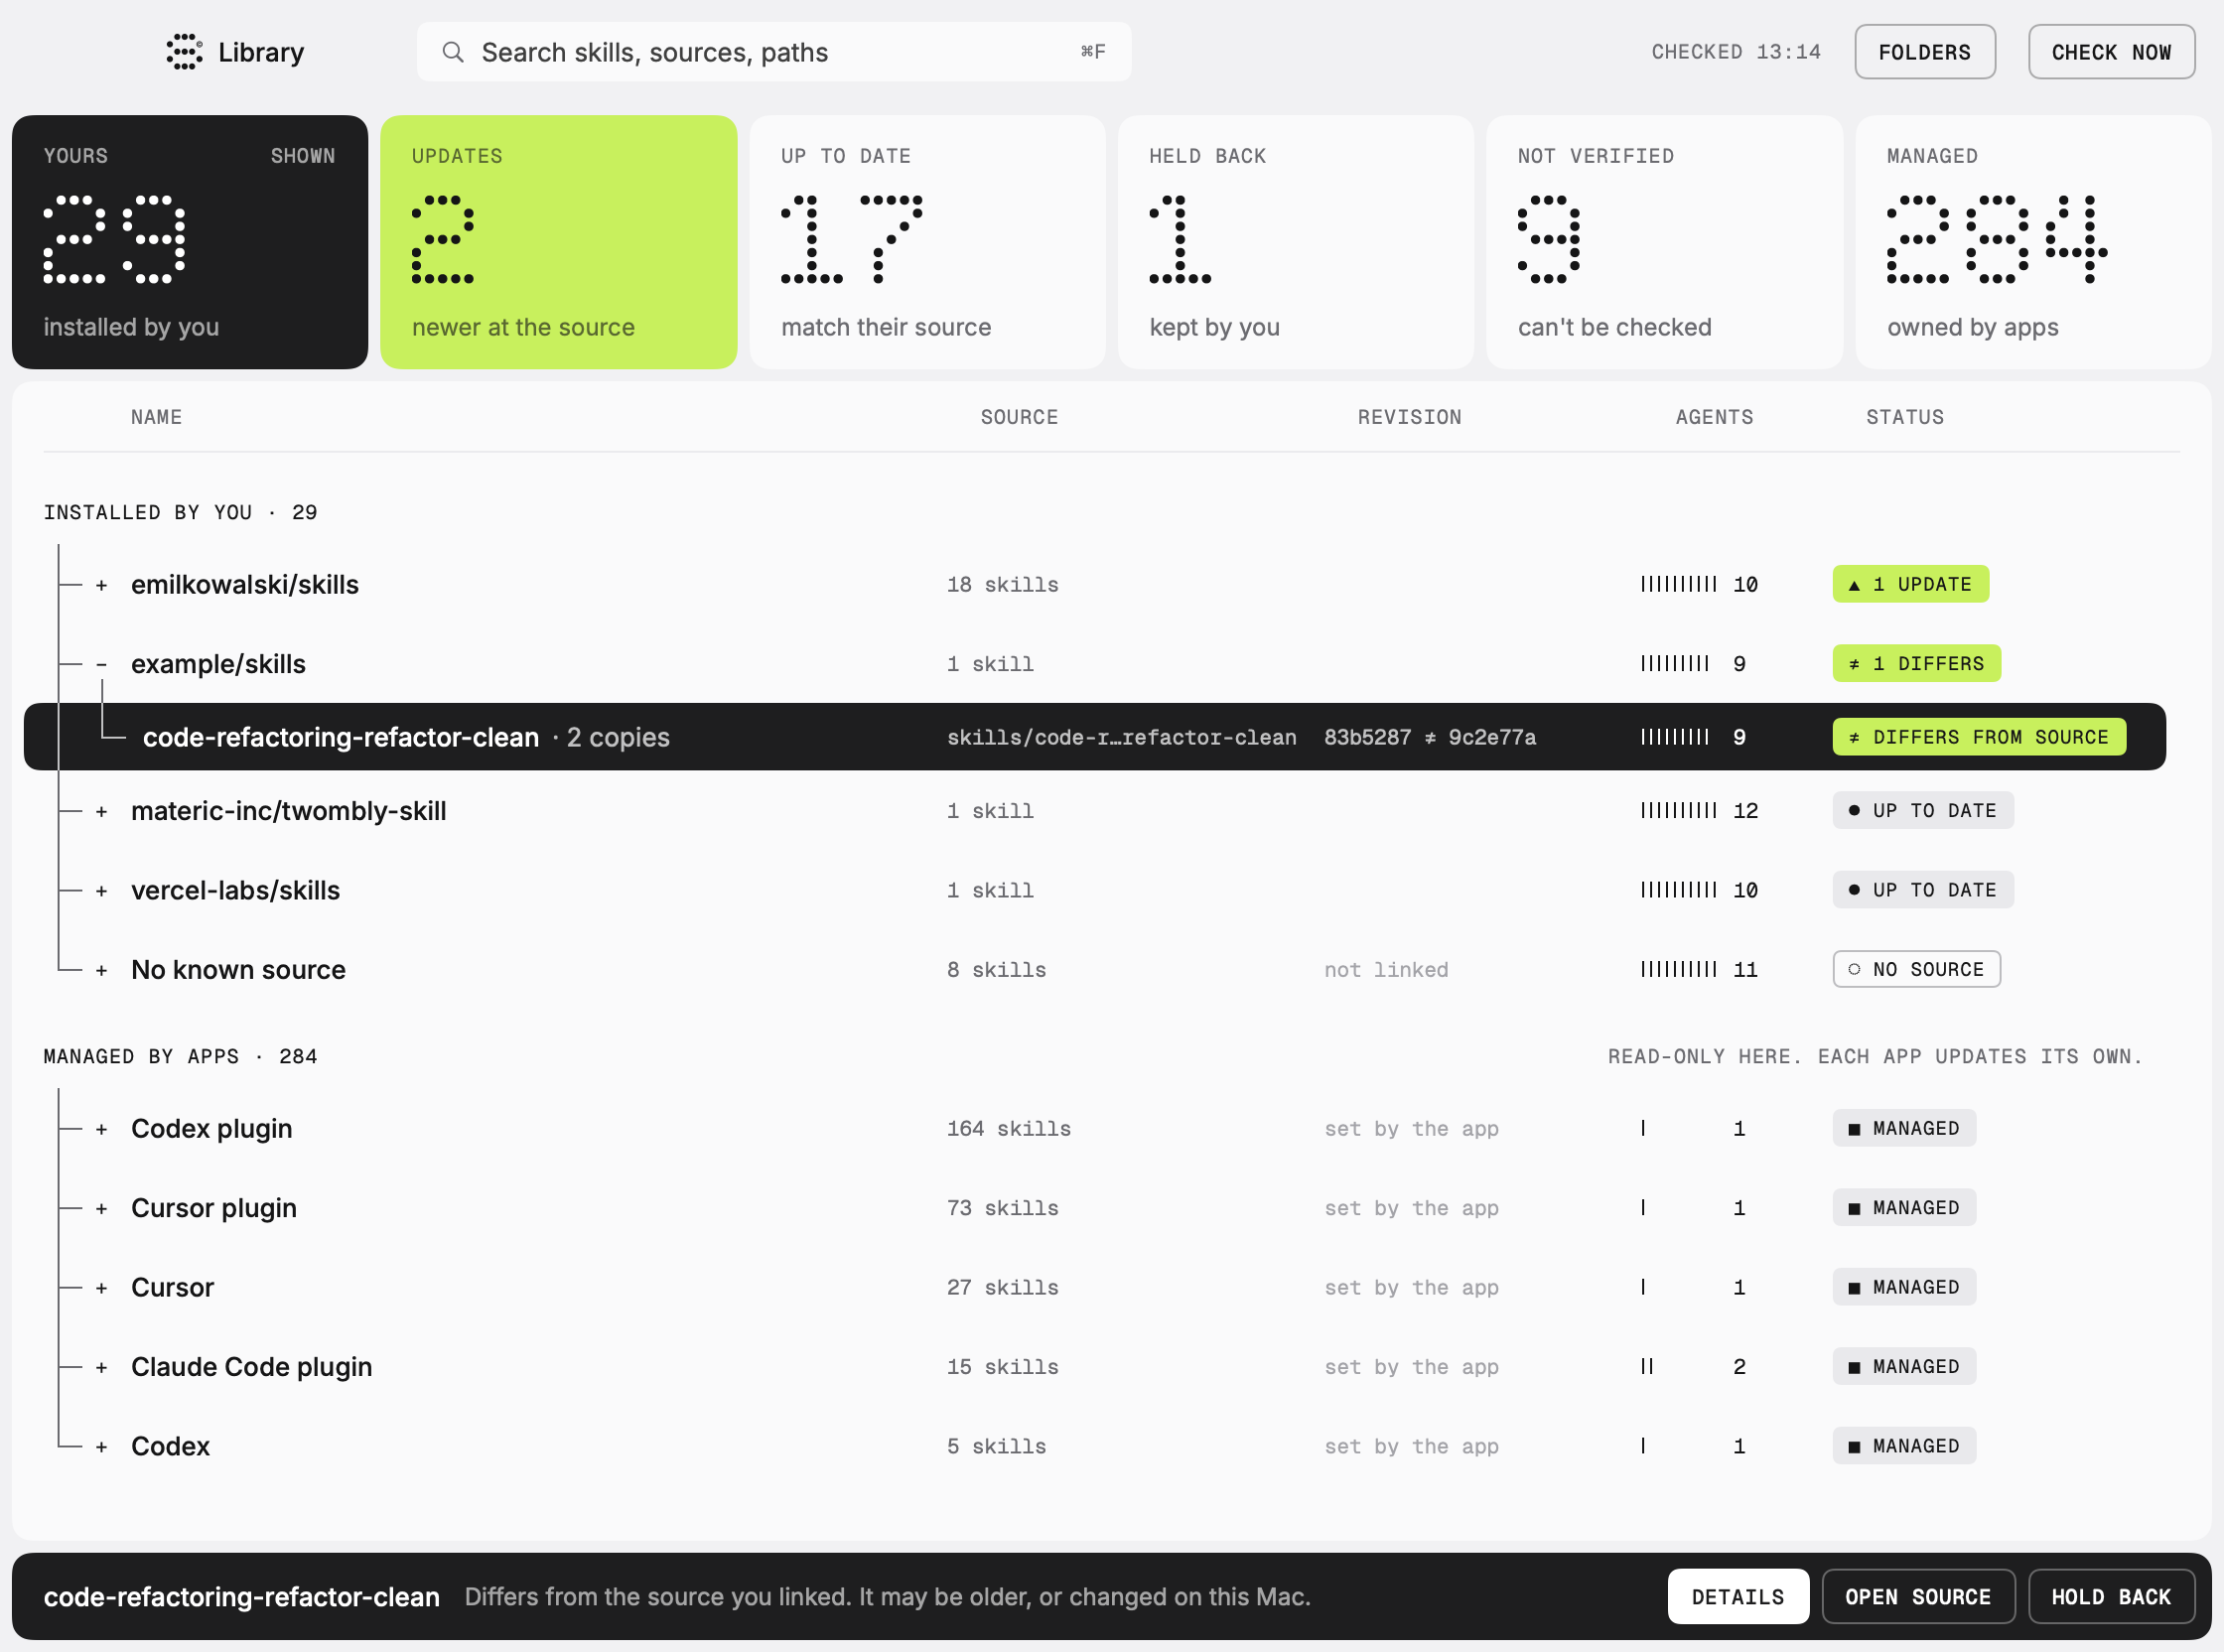 Library
Search skills, sources, paths ⌘F
CHECKED 13:14
FOLDERS
CHECK NOW
YOURS SHOWN
29
installed by you
UPDATES
2
newer at the source
UP TO DATE
17
match their source
HELD BACK
1
kept by you
NOT VERIFIED
9
can't be checked
MANAGED
284
owned by apps
NAME SOURCE REVISION AGENTS STATUS
INSTALLED BY YOU · 29
+ emilkowalski/skills 18 skills 10 ▲ 1 UPDATE
− example/skills 1 skill 9 ≠ 1 DIFFERS
code-refactoring-refactor-clean · 2 copies skills/code-r…refactor-clean 83b5287 ≠ 9c2e77a 9 ≠ DIFFERS FROM SOURCE
+ materic-inc/twombly-skill 1 skill 12 ● UP TO DATE
+ vercel-labs/skills 1 skill 10 ● UP TO DATE
+ No known source 8 skills not linked 11 ◌ NO SOURCE
MANAGED BY APPS · 284 READ-ONLY HERE. EACH APP UPDATES ITS OWN.
+ Codex plugin 164 skills set by the app 1 ■ MANAGED
+ Cursor plugin 73 skills set by the app 1 ■ MANAGED
+ Cursor 27 skills set by the app 1 ■ MANAGED
+ Claude Code plugin 15 skills set by the app 2 ■ MANAGED
+ Codex 5 skills set by the app 1 ■ MANAGED
code-refactoring-refactor-clean Differs from the source you linked. It may be older, or changed on this Mac. DETAILS OPEN SOURCE HOLD BACK